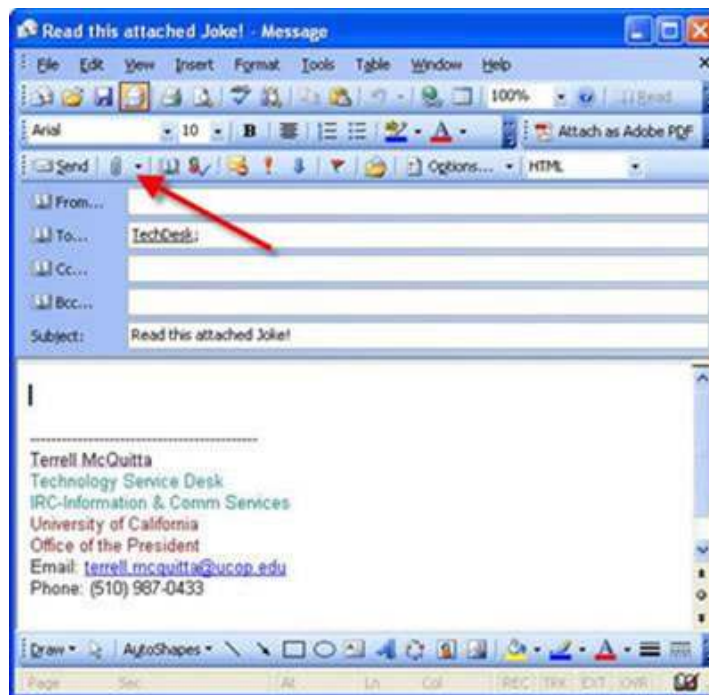 Read this attached Joke! - Message
File Edit View Insert Format Tools Table Window Help
100% Read
Arial 10 B A Attach as Adobe PDF
Send Options... HTML
From...
To... TechDesk;
Cc...
Bcc...
Subject: Read this attached Joke!
Terrell McQuitta
Technology Service Desk
IRC-Information & Comm Services
University of California
Office of the President
Email: terrell.mcquitta@ucop.edu
Phone: (510) 987-0433
Draw AutoShapes A
Page Sec At Ln Col REC TRK EXT OVR